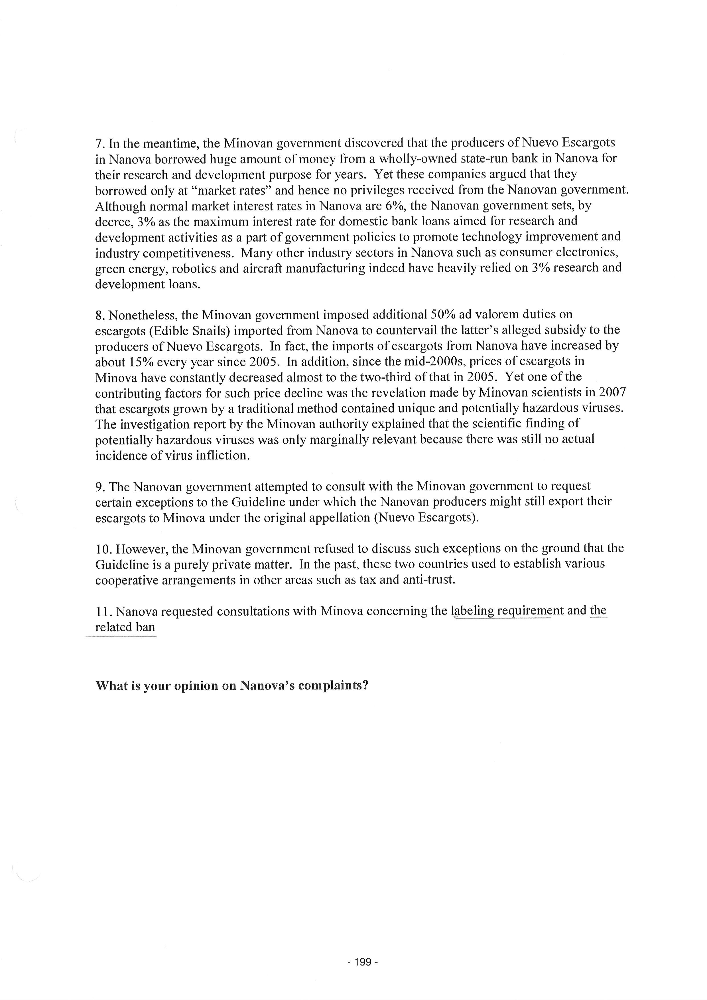 7. In the meantime, the Minovan government discovered that the producers of Nuevo Escargots
in Nanova borrowed huge amount of money from a wholly-owned state-run bank in Nanova for
their research and development purpose for years. Yet these companies argued that they
borrowed only at “market rates” and hence no privileges received from the Nanovan government.
Although normal market interest rates in Nanova are 6%, the Nanovan government sets, by
decree, 3% as the maximum interest rate for domestic bank loans aimed for research and
development activities as a part of government policies to promote technology improvement and
industry competitiveness. Many other industry sectors in Nanova such as consumer electronics,
green energy, robotics and aircraft manufacturing indeed have heavily relied on 3% research and
development loans.
8. Nonetheless, the Minovan government imposed additional 50% ad valorem duties on
escargots (Edible Snails) imported from Nanova to countervail the latter’s alleged subsidy to the
producers of Nuevo Escargots. In fact, the imports of escargots from Nanova have increased by
about 15% every year since 2005. In addition, since the mid-2000s, prices of escargots in
Minova have constantly decreased almost to the two-third of that in 2005. Yet one of the
contributing factors for such price decline was the revelation made by Minovan scientists in 2007
that escargots grown by a traditional method contained unique and potentially hazardous viruses.
The investigation report by the Minovan authority explained that the scientific finding of
potentially hazardous viruses was only marginally relevant because there was still no actual
incidence of virus infliction.
9. The Nanovan government attempted to consult with the Minovan government to request
certain exceptions to the Guideline under which the Nanovan producers might still export their
escargots to Minova under the original appellation (Nuevo Escargots).
10. However, the Minovan government refused to discuss such exceptions on the ground that the
Guideline is a purely private matter. In the past, these two countries used to establish various
cooperative arrangements in other areas such as tax and anti-trust.
11. Nanova requested consultations with Minova concerning the labeling requirement and the
related ban
What is your opinion on Nanova’s complaints?
- 199 -